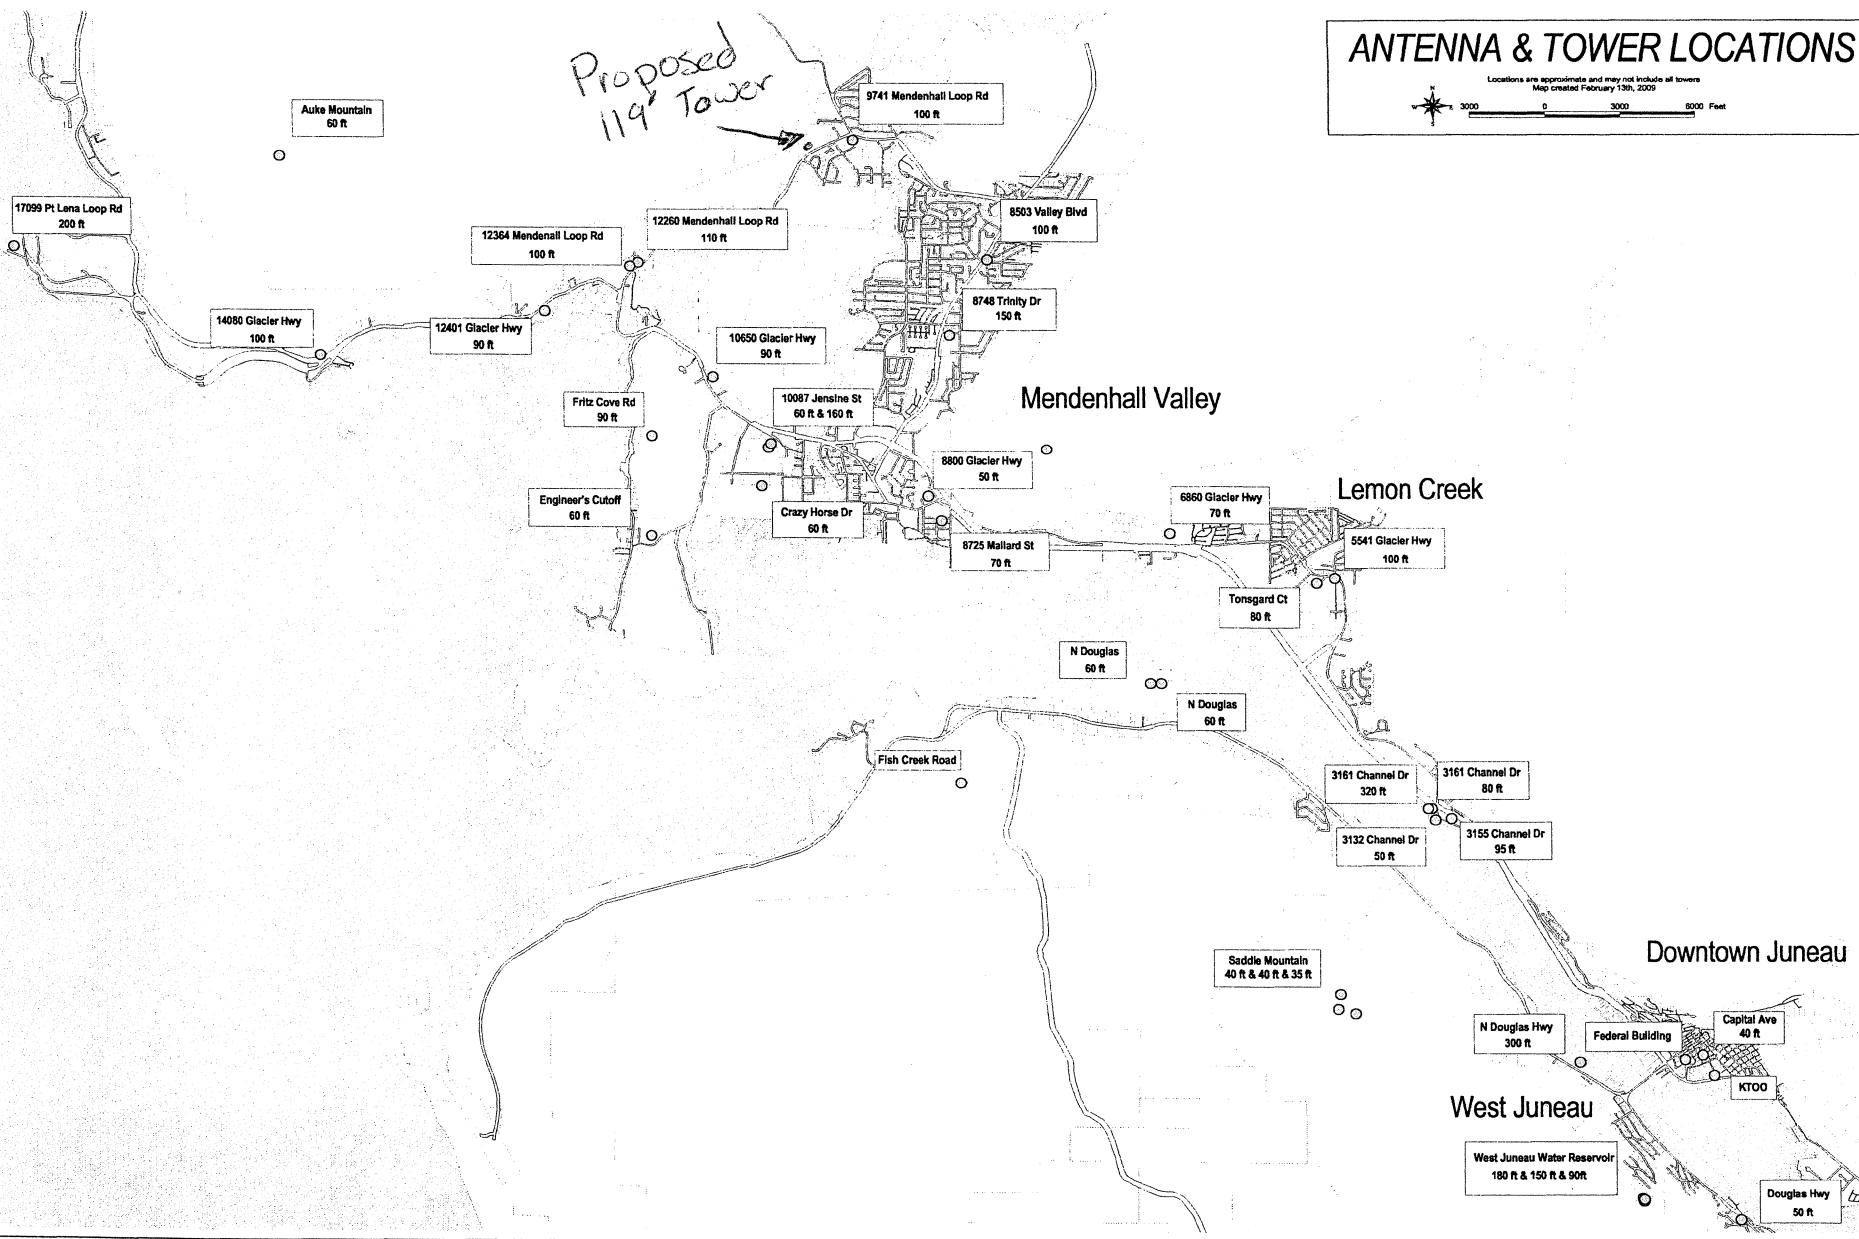 ANTENNA & TOWER LOCATIONS
Locations are approximate and may not include all towers
Map created February 13th, 2009
N
W
E
S
3000
0
3000
6000 Feet
Proposed
119' Tower
9741 Mendenhall Loop Rd
100 ft
Auke Mountain
60 ft
17099 Pt Lena Loop Rd
200 ft
12364 Mendenall Loop Rd
100 ft
12260 Mendenhall Loop Rd
110 ft
8503 Valley Blvd
100 ft
8748 Trinity Dr
150 ft
14080 Glacier Hwy
100 ft
12401 Glacier Hwy
90 ft
10650 Glacier Hwy
90 ft
Fritz Cove Rd
90 ft
10087 Jensine St
60 ft & 160 ft
Mendenhall Valley
8800 Glacier Hwy
50 ft
Engineer's Cutoff
60 ft
Crazy Horse Dr
60 ft
8725 Mallard St
70 ft
6860 Glacier Hwy
70 ft
Lemon Creek
5541 Glacier Hwy
100 ft
Tonsgard Ct
80 ft
N Douglas
60 ft
N Douglas
60 ft
Fish Creek Road
3161 Channel Dr
320 ft
3161 Channel Dr
80 ft
3132 Channel Dr
50 ft
3155 Channel Dr
95 ft
Saddle Mountain
40 ft & 40 ft & 35 ft
Downtown Juneau
N Douglas Hwy
300 ft
Federal Building
Capital Ave
40 ft
KTOO
West Juneau
West Juneau Water Reservoir
180 ft & 150 ft & 90ft
Douglas Hwy
50 ft